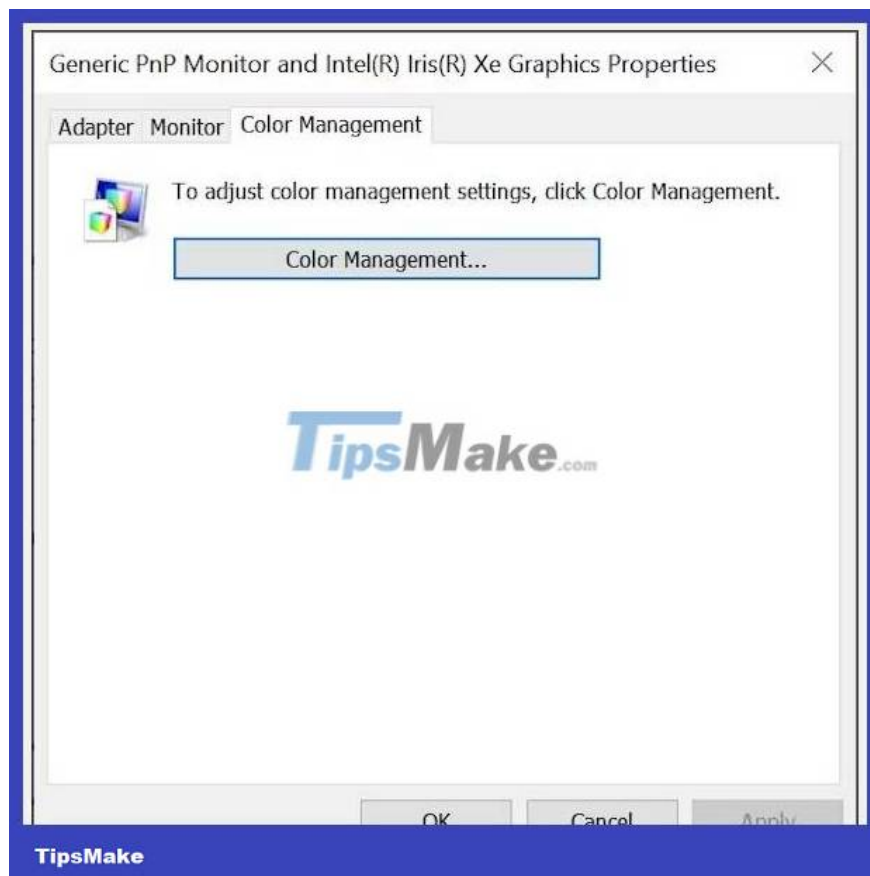 Generic PnP Monitor and Intel(R) Iris(R) Xe Graphics Properties
Adapter Monitor Color Management
To adjust color management settings, click Color Management.
Color Management...
TipsMake.com
OK Cancel Apply
TipsMake